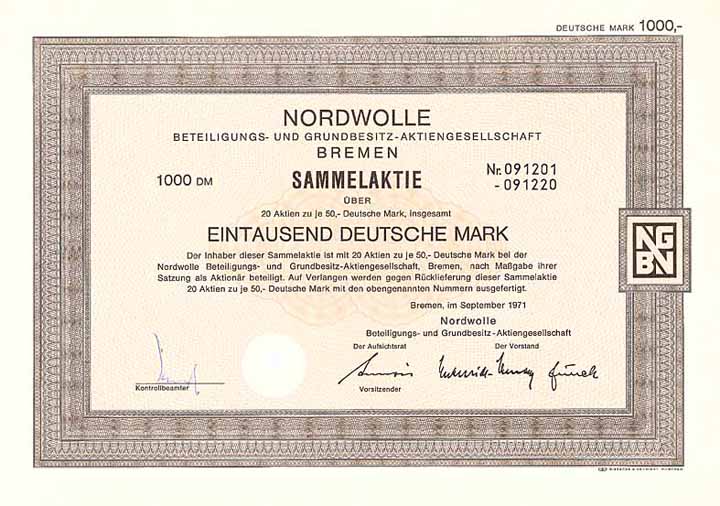 DEUTSCHE MARK 1000,-
NORDWOLLE
BETEILIGUNGS- UND GRUNDBESITZ-AKTIENGESELLSCHAFT
BREMEN
1000 DM SAMMELAKTIE Nr. 091201
- 091220
ÜBER
20 Aktien zu je 50,- Deutsche Mark, insgesamt
EINTAUSEND DEUTSCHE MARK
Der Inhaber dieser Sammelaktie ist mit 20 Aktien zu je 50,- Deutsche Mark bei der
Nordwolle Beteiligungs- und Grundbesitz-Aktiengesellschaft, Bremen, nach Maßgabe ihrer
Satzung als Aktionär beteiligt. Auf Verlangen werden gegen Rücklieferung dieser Sammelaktie
20 Aktien zu je 50,- Deutsche Mark mit den obengenannten Nummern ausgefertigt.
NG
BN
Bremen, im September 1971
Nordwolle
Beteiligungs- und Grundbesitz-Aktiengesellschaft
Der Aufsichtsrat Der Vorstand
Kontrollbeamter
Vorsitzender